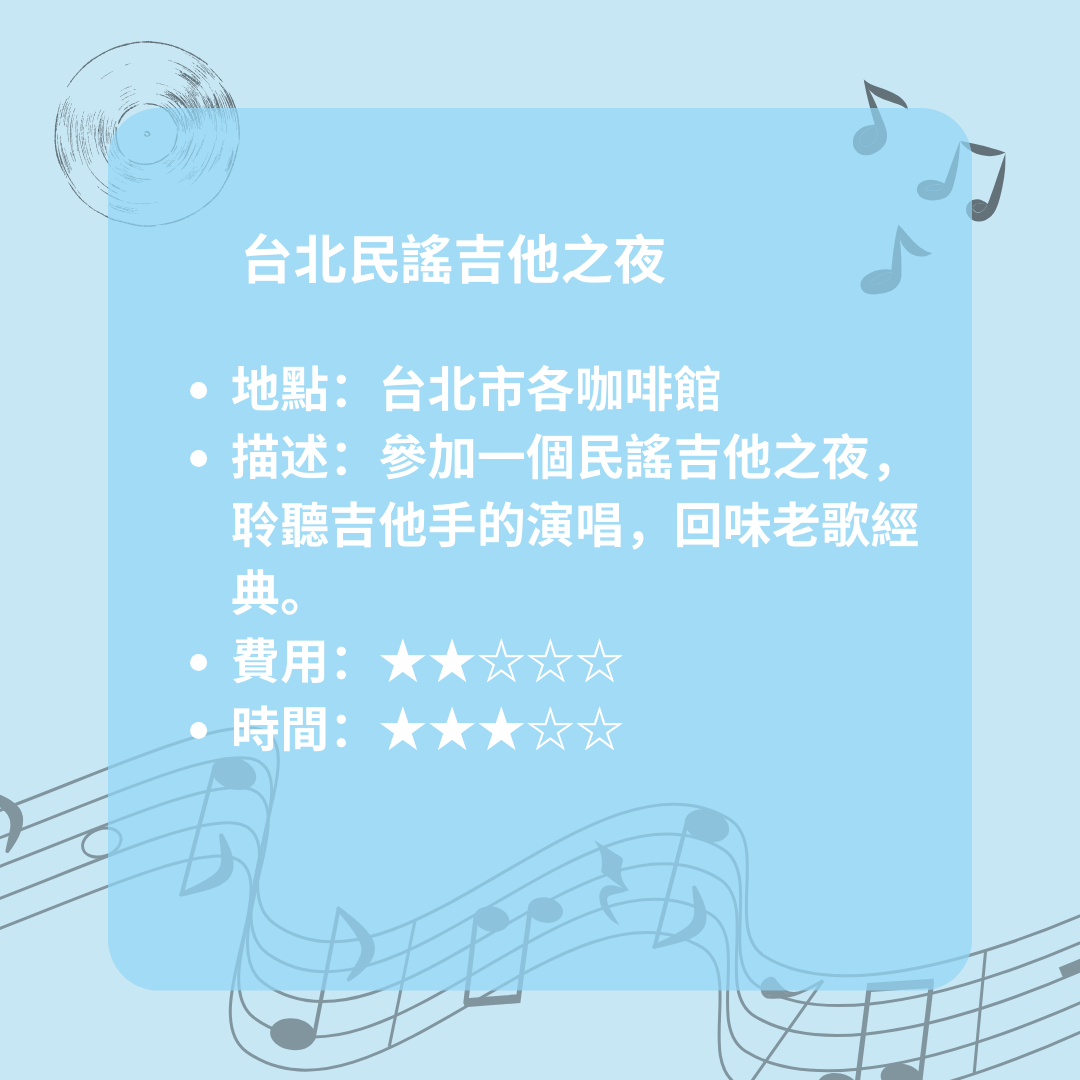 台北民謠吉他之夜
• 地點：台北市各咖啡館
• 描述：參加一個民謠吉他之夜，
聆聽吉他手的演唱，回味老歌經
典。
• 費用：★★☆☆☆
• 時間：★★★☆☆